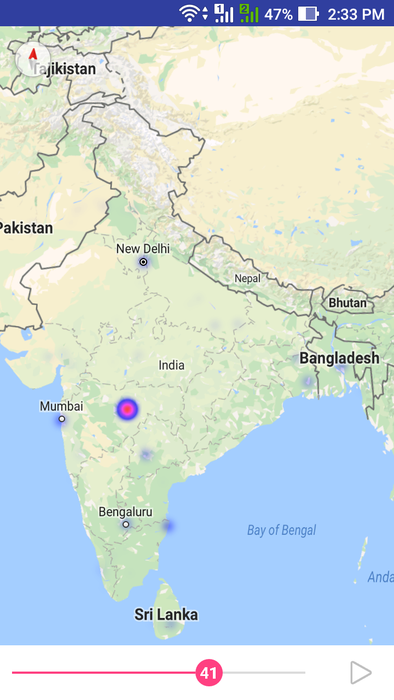 1 2 47% 2:33 PM
Tajikistan
Pakistan
New Delhi
Nepal
Bhutan
India
Bangladesh
Mumbai
Bengaluru
Bay of Bengal
Anda
Sri Lanka
41